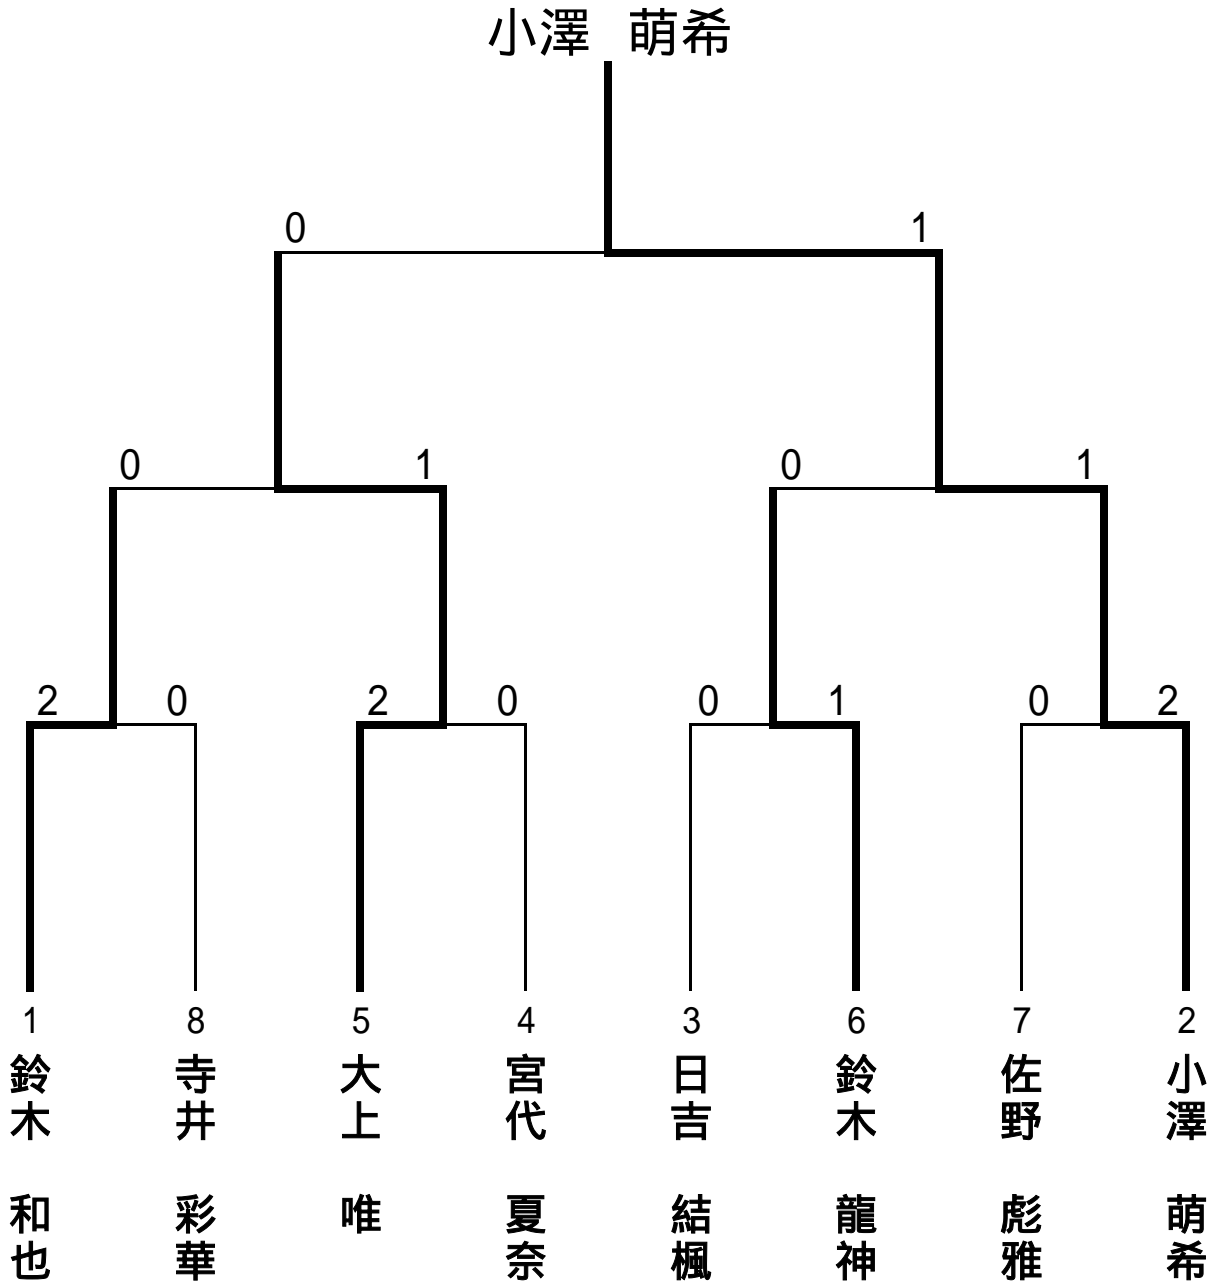 小澤 萌希
0 1
0 1 0 1
2 0 2 0 0 1 0 2
1 8 5 4 3 6 7 2
鈴木 和也
寺井 彩華
大上 唯
宮代 夏奈
日吉 結楓
鈴木 龍神
佐野 彪雅
小澤 萌希